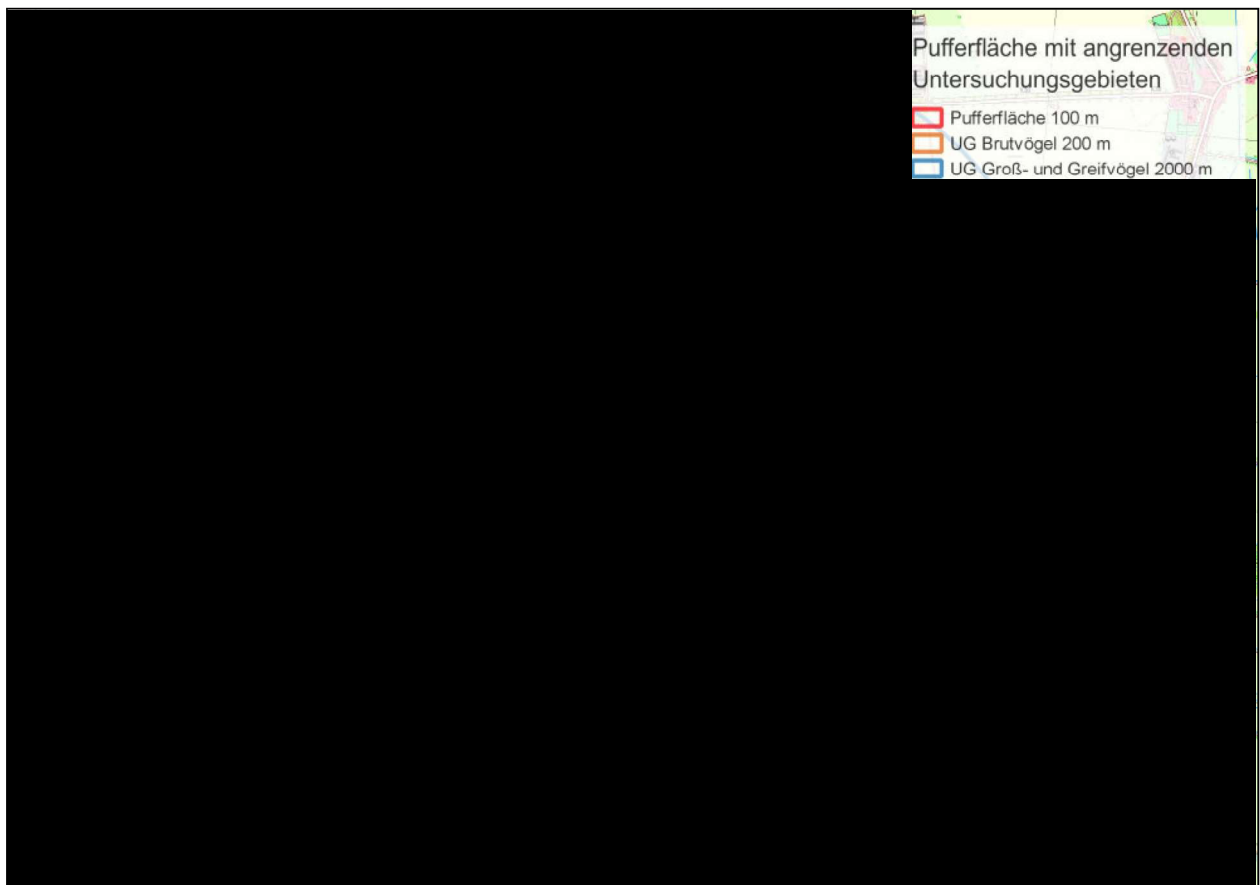 Pufferfläche mit angrenzenden
Untersuchungsgebieten
Pufferfläche 100 m
UG Brutvögel 200 m
UG Groß- und Greifvögel 2000 m